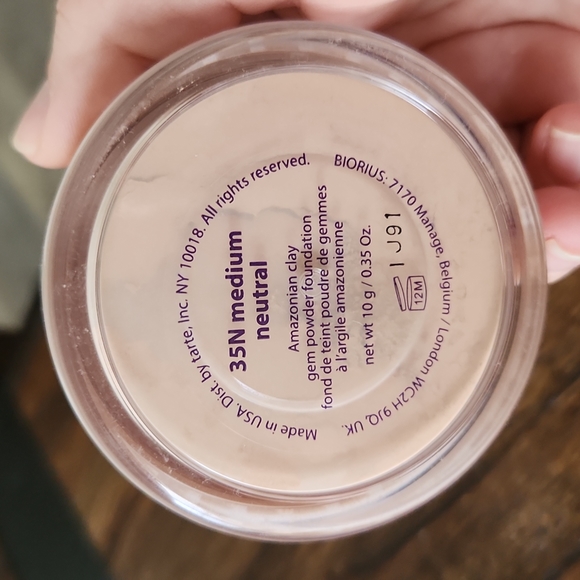 35N medium
neutral
Amazonian clay
gem powder foundation
fond de teint poudre de gemmes
à l'argile amazonienne
net wt 10 g / 0.35 Oz.
1J91
12M
Made in USA. Dist. by tarte, Inc. NY 10018. All rights reserved.
BIORIUS: 7170 Manage, Belgium / London WC2H 9JQ, UK.